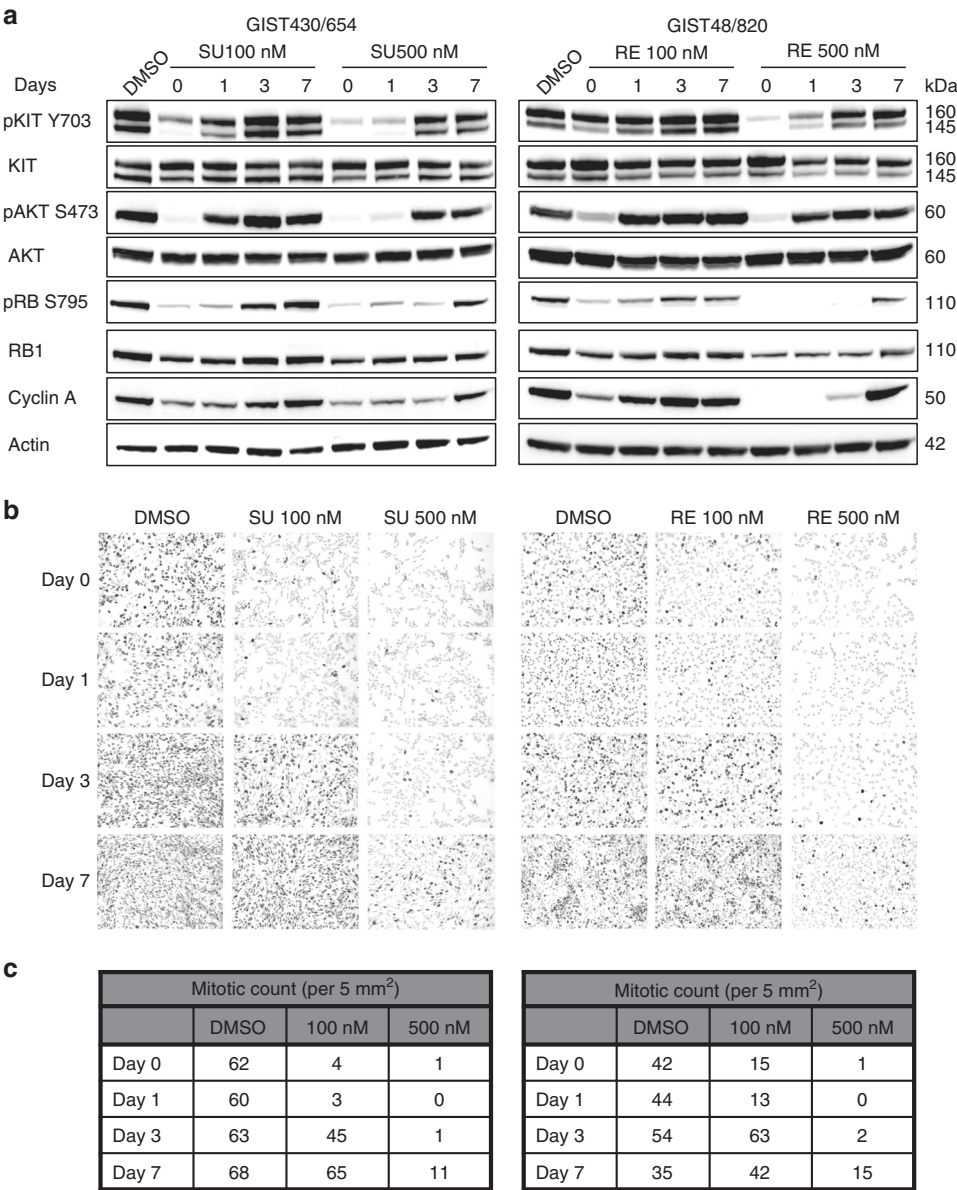 a
GIST430/654 GIST48/820
SU100 nM SU500 nM RE 100 nM RE 500 nM
Days DMSO 0 1 3 7 0 1 3 7 DMSO 0 1 3 7 0 1 3 7 kDa
pKIT Y703 160
145
KIT 160
145
pAKT S473 60
AKT 60
pRB S795 110
RB1 110
Cyclin A 50
Actin 42
b
DMSO SU 100 nM SU 500 nM DMSO RE 100 nM RE 500 nM
Day 0
Day 1
Day 3
Day 7
c
Mitotic count (per 5 mm²)
DMSO 100 nM 500 nM
Day 0 62 4 1
Day 1 60 3 0
Day 3 63 45 1
Day 7 68 65 11
Mitotic count (per 5 mm²)
DMSO 100 nM 500 nM
Day 0 42 15 1
Day 1 44 13 0
Day 3 54 63 2
Day 7 35 42 15